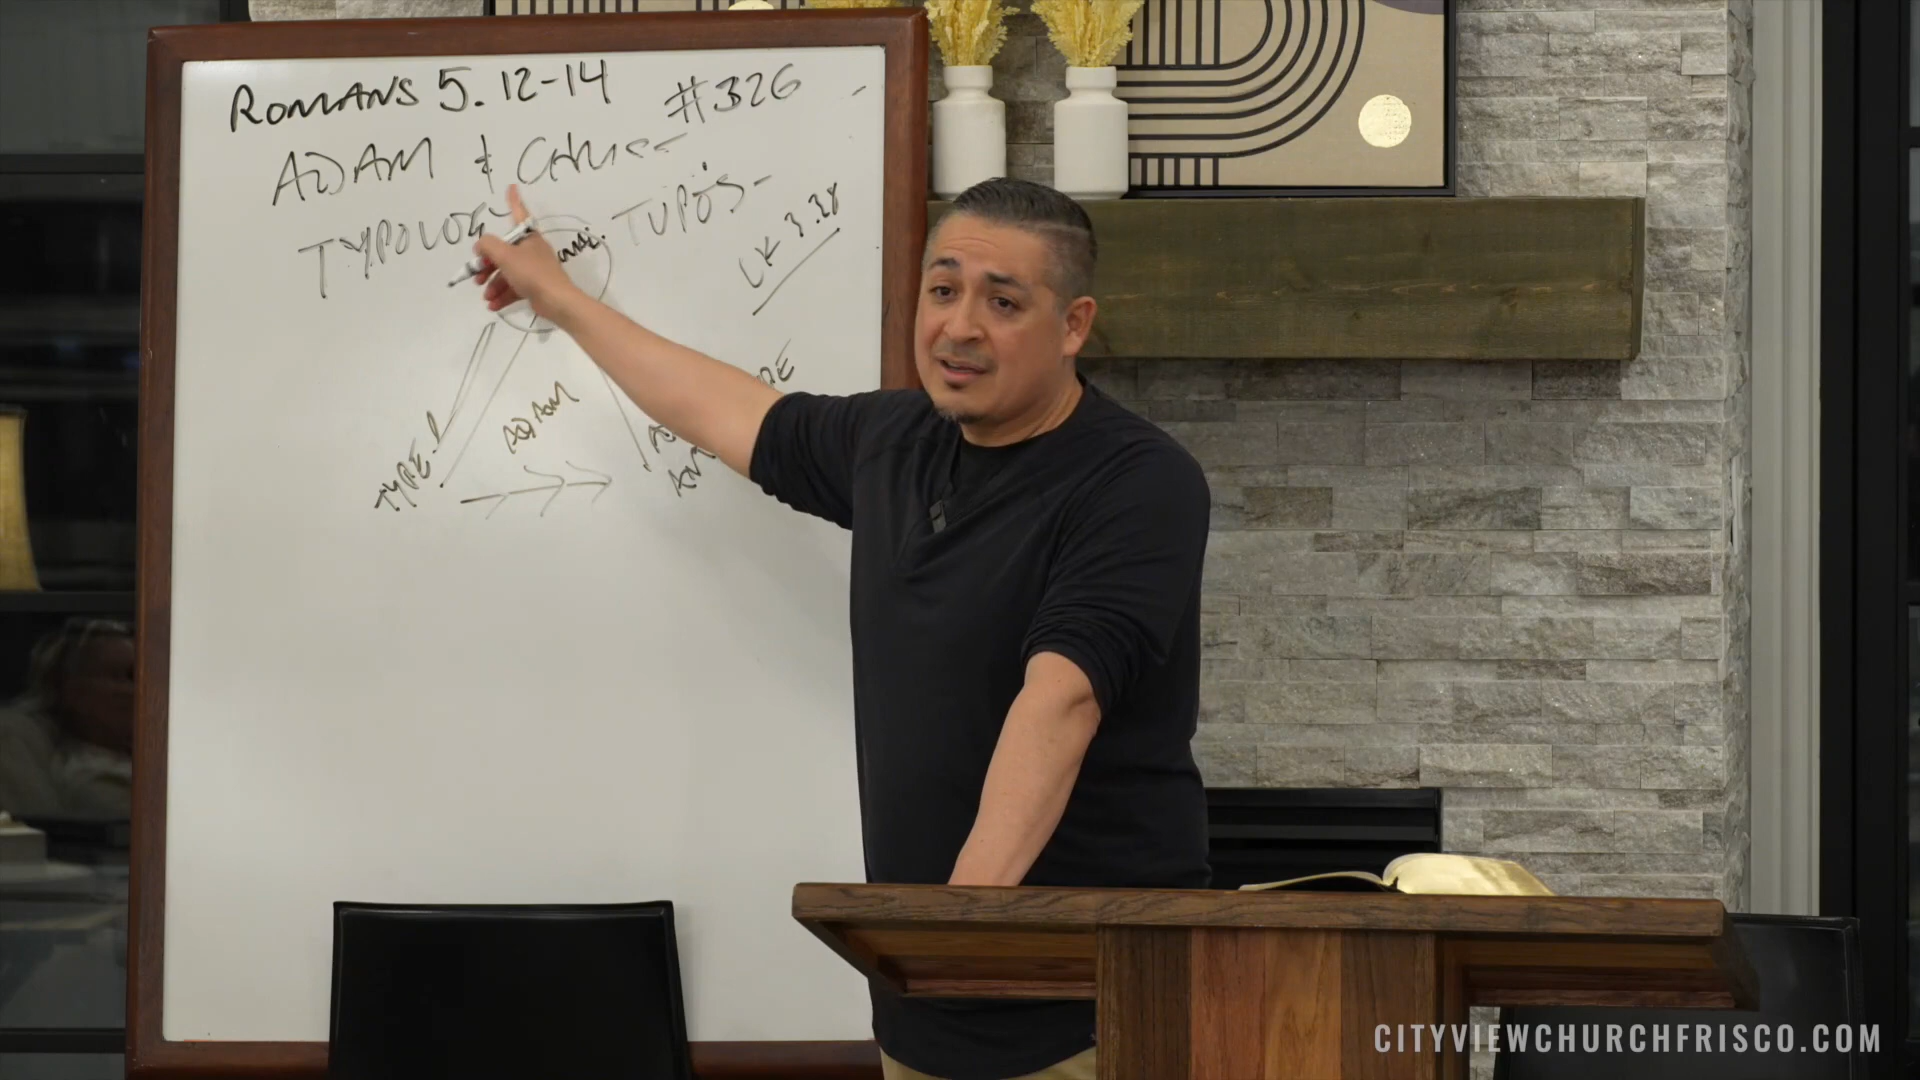 ROMANS 5.12-14
#326
ADAM & CHRIST
TYPOLOGY
TUPOS-
LK 3.38
ADAM
TYPE
CITYVIEWCHURCHFRISCO.COM